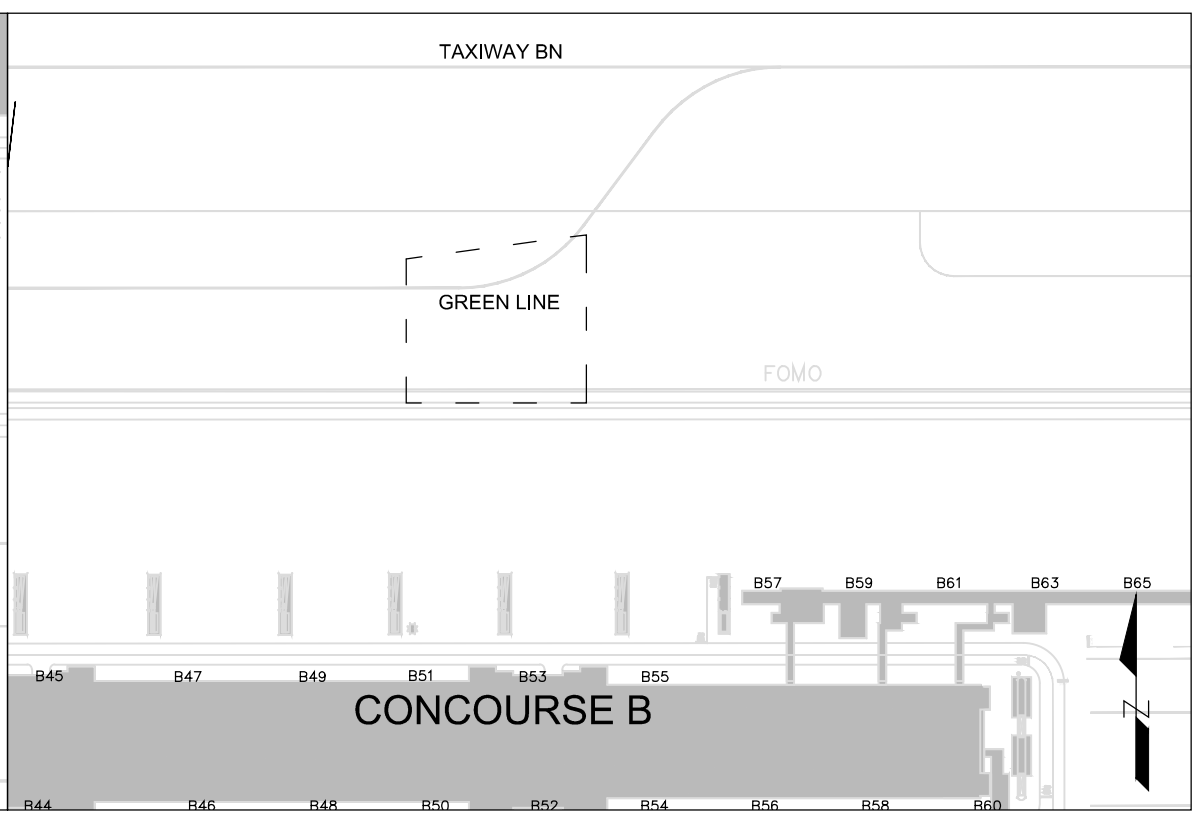 TAXIWAY BN
GREEN LINE
FOMO
B57 B59 B61 B63 B65
B45 B47 B49 B51 B53 B55
CONCOURSE B
Z
B44 B46 B48 B50 B52 B54 B56 B58 B60